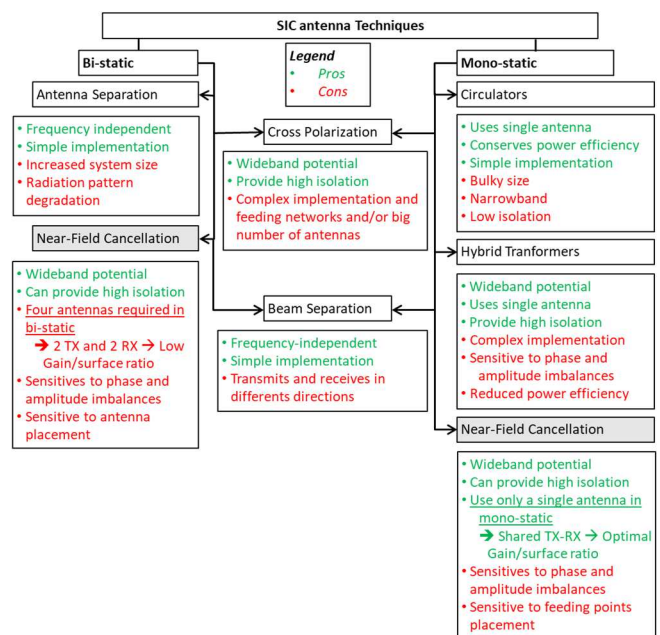 SIC antenna Techniques
Bi-static
Legend
• Pros
• Cons
Mono-static
Antenna Separation
• Frequency independent
• Simple implementation
• Increased system size
• Radiation pattern
degradation
Near-Field Cancellation
• Wideband potential
• Can provide high isolation
• Four antennas required in
bi-static
➔ 2 TX and 2 RX → Low
Gain/surface ratio
• Sensitives to phase and
amplitude imbalances
• Sensitive to antenna
placement
Cross Polarization
• Wideband potential
• Provide high isolation
• Complex implementation and
feeding networks and/or big
number of antennas
Beam Separation
• Frequency-independent
• Simple implementation
• Transmits and receives in
differents directions
Circulators
• Uses single antenna
• Conserves power efficiency
• Simple implementation
• Bulky size
• Narrowband
• Low isolation
Hybrid Tranformers
• Wideband potential
• Uses single antenna
• Provide high isolation
• Complex implementation
• Sensitive to phase and
amplitude imbalances
• Reduced power efficiency
Near-Field Cancellation
• Wideband potential
• Can provide high isolation
• Use only a single antenna in
mono-static
➔ Shared TX-RX → Optimal
Gain/surface ratio
• Sensitives to phase and
amplitude imbalances
• Sensitive to feeding points
placement